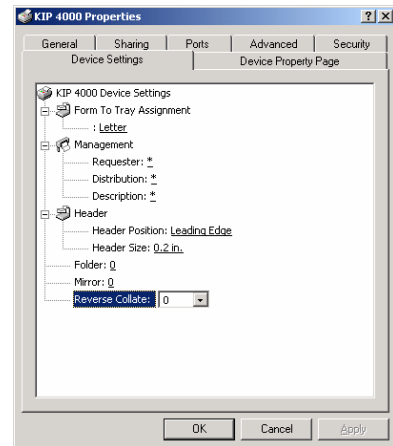 KIP 4000 Properties
? X
General Sharing Ports Advanced Security
Device Settings Device Property Page
KIP 4000 Device Settings
Form To Tray Assignment
: Letter
Management
Requester: *
Distribution: *
Description: *
Header
Header Position: Leading Edge
Header Size: 0.2 in.
Folder: 0
Mirror: 0
Reverse Collate: 0
OK Cancel Apply